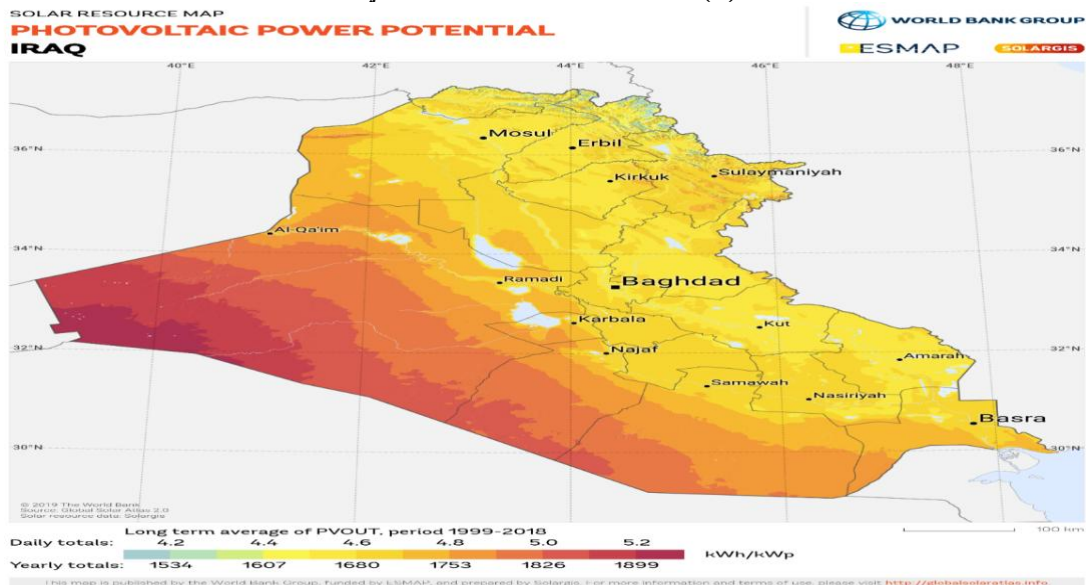 SOLAR RESOURCE MAP
PHOTOVOLTAIC POWER POTENTIAL
IRAQ
WORLD BANK GROUP
ESMAP
SOLARGIS
40°E 42°E 44°E 46°E 48°E
Mosul
Erbil
36°N 36°N
Kirkuk
Sulaymaniyah
Al-Qa'im
34°N 34°N
Ramadi
Baghdad
Karbala
Kut
32°N 32°N
Najaf
Amarah
Samawah
Nasiriyah
Basra
30°N 30°N
© 2019 The World Bank
Source: Global Solar Atlas 2.0
Solar resource data: Solargis
100 km
Long term average of PVOUT, period 1999-2018
Daily totals: 4.2 4.4 4.6 4.8 5.0 5.2
kWh/kWp
Yearly totals: 1534 1607 1680 1753 1826 1899
This map is published by the World Bank Group, funded by ESMAP, and prepared by Solargis. For more information and terms of use, please visit http://globalsolaratlas.info.